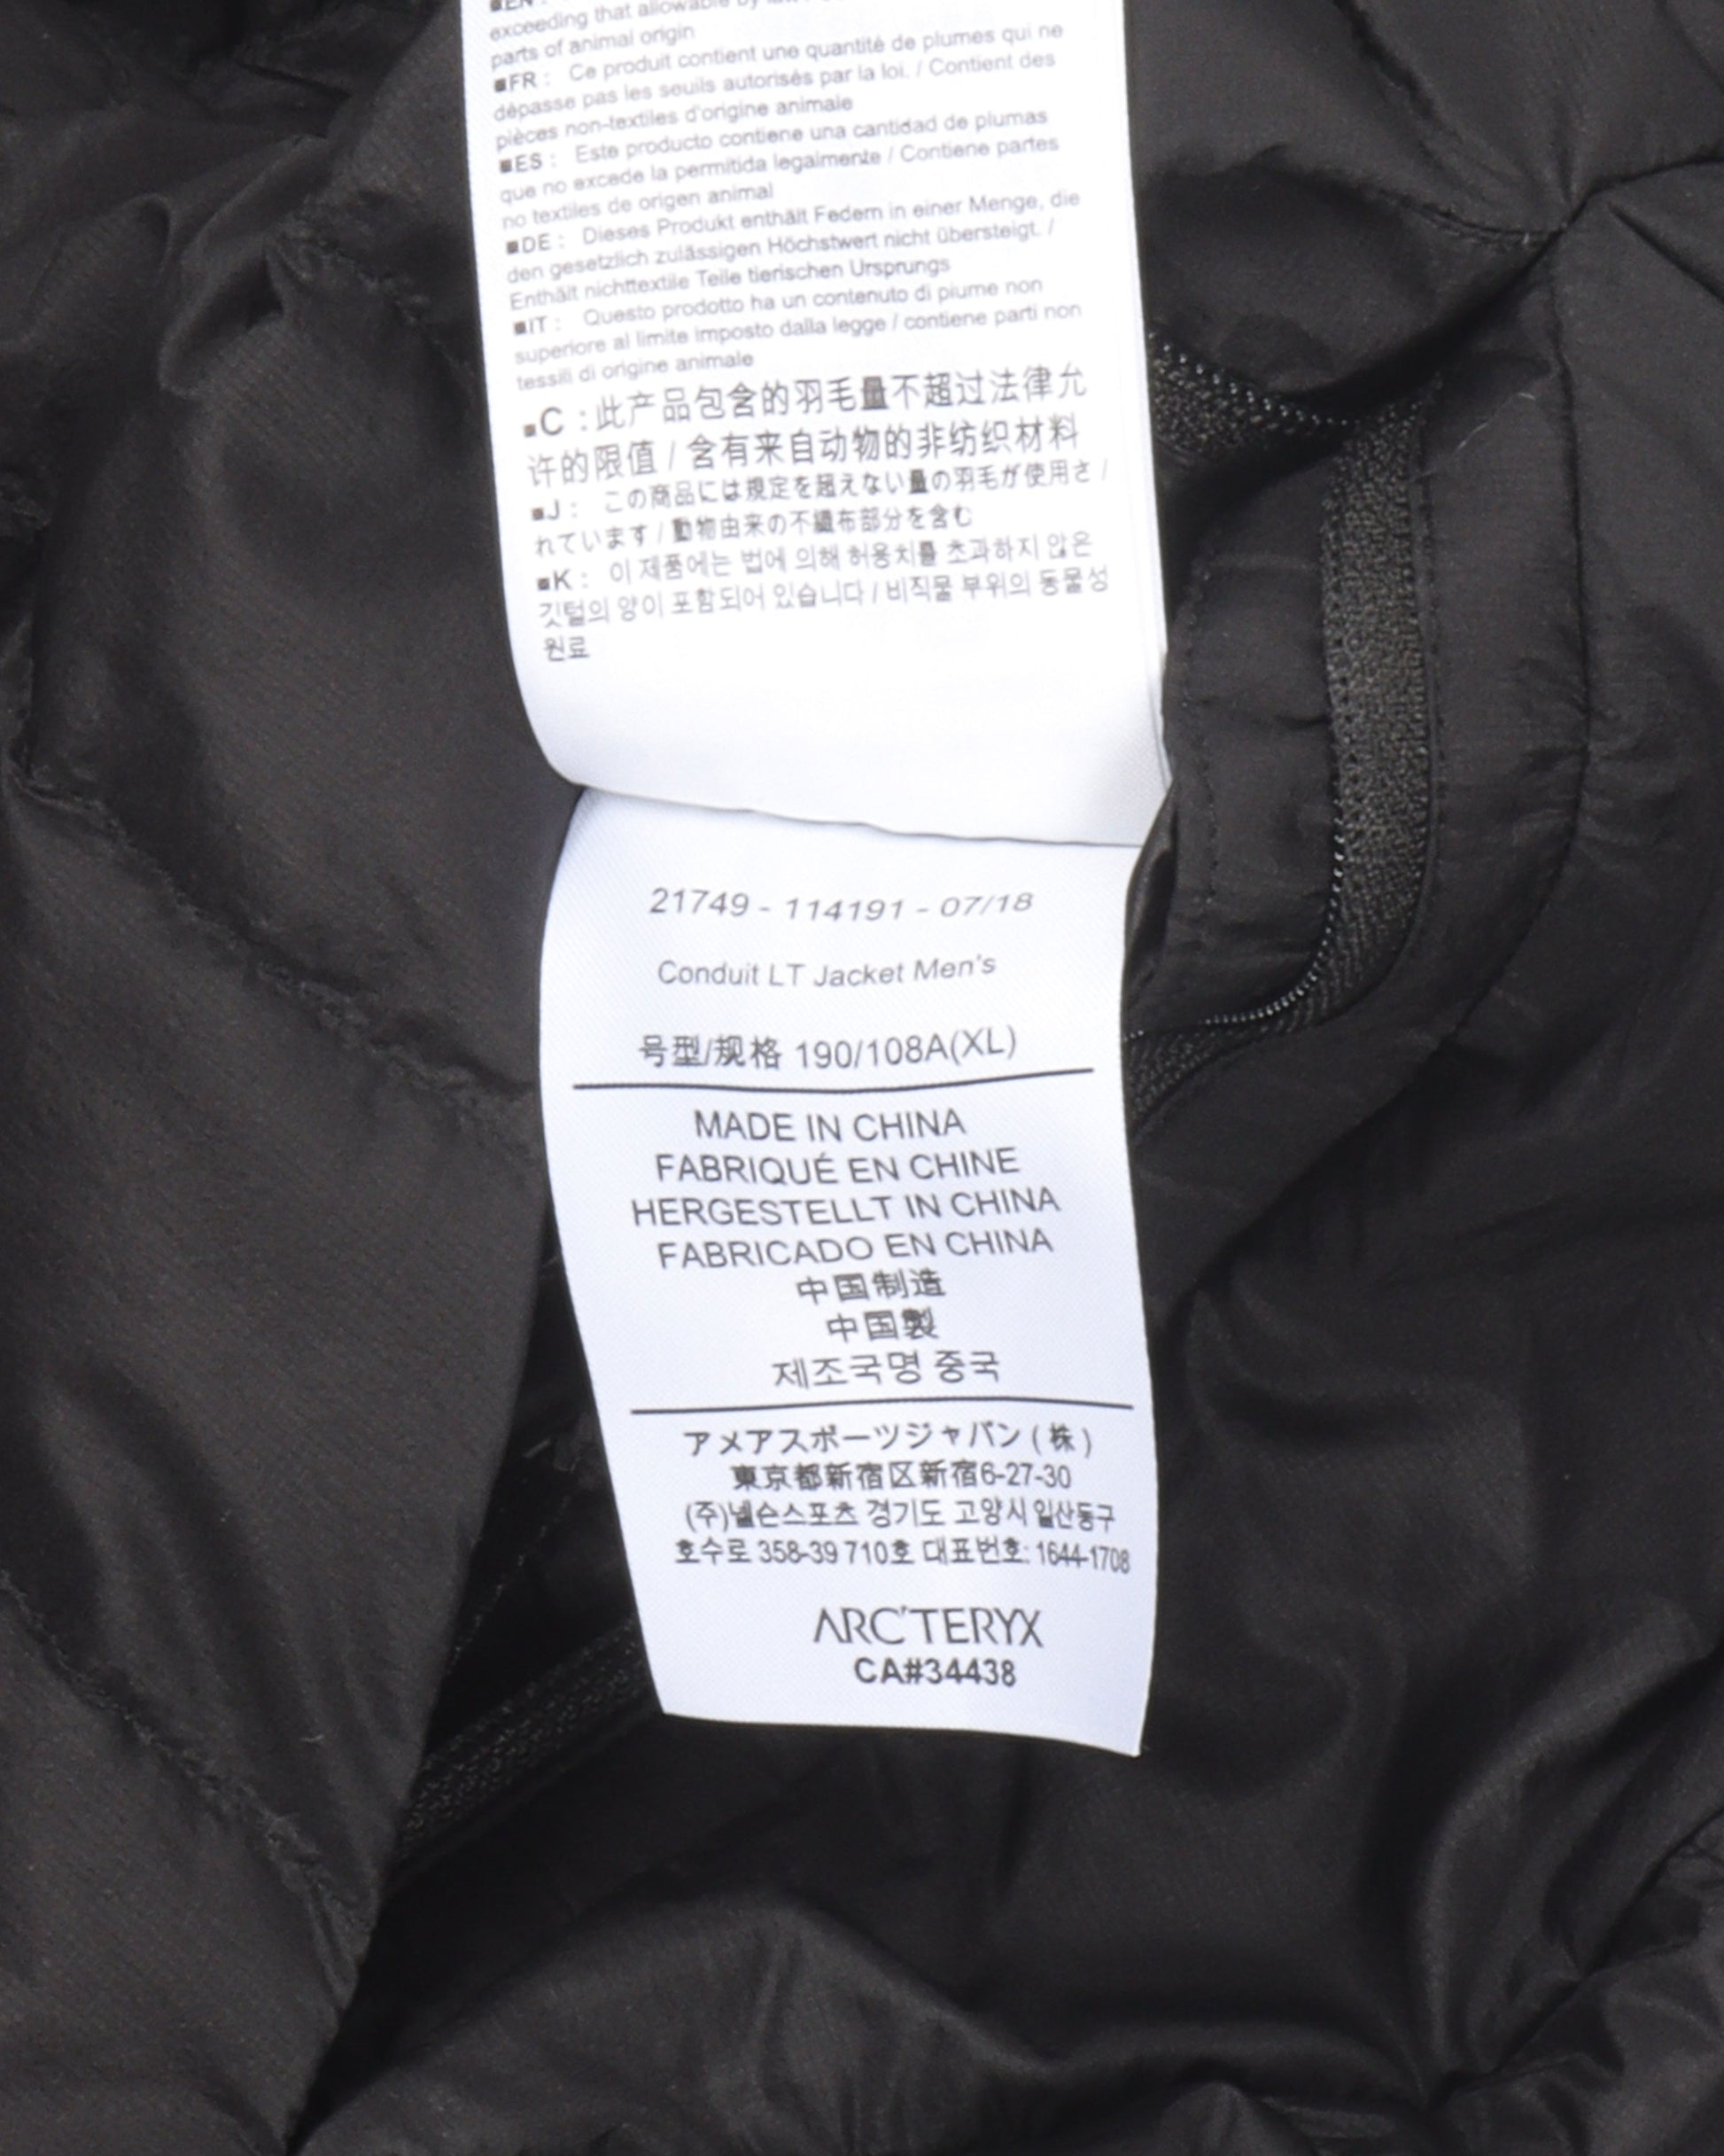 ■EN :
exceeding that allowable by law
parts of animal origin
■FR : Ce produit contient une quantité de plumes qui ne
dépasse pas les seuils autorisés par la loi. / Contient des
pièces non-textiles d'origine animale
■ES : Este producto contiene una cantidad de plumas
que no excede la permitida legalmente / Contiene partes
no textiles de origen animal
■DE : Dieses Produkt enthält Federn in einer Menge, die
den gesetzlich zulässigen Höchstwert nicht übersteigt. /
Enthält nichttextile Teile tierischen Ursprungs
■IT : Questo prodotto ha un contenuto di piume non
superiore al limite imposto dalla legge / contiene parti non
tessili di origine animale
■C : 此产品包含的羽毛量不超过法律允
许的限值 / 含有来自动物的非纺织材料
■J : この商品には規定を超えない量の羽毛が使用さ /
れています / 動物由来の不織布部分を含む
■K : 이 제품에는 법에 의해 허용치를 초과하지 않은
깃털의 양이 포함되어 있습니다 / 비직물 부위의 동물성
원료
21749 - 114191 - 07/18
Conduit LT Jacket Men's
号型/规格 190/108A(XL)
MADE IN CHINA
FABRIQUÉ EN CHINE
HERGESTELLT IN CHINA
FABRICADO EN CHINA
中国制造
中国製
제조국명 중국
アメアスポーツジャパン ( 株 )
東京都新宿区新宿6-27-30
(주)넬슨스포츠 경기도 고양시 일산동구
호수로 358-39 710호 대표번호: 1644-1708
ARC'TERYX
CA#34438